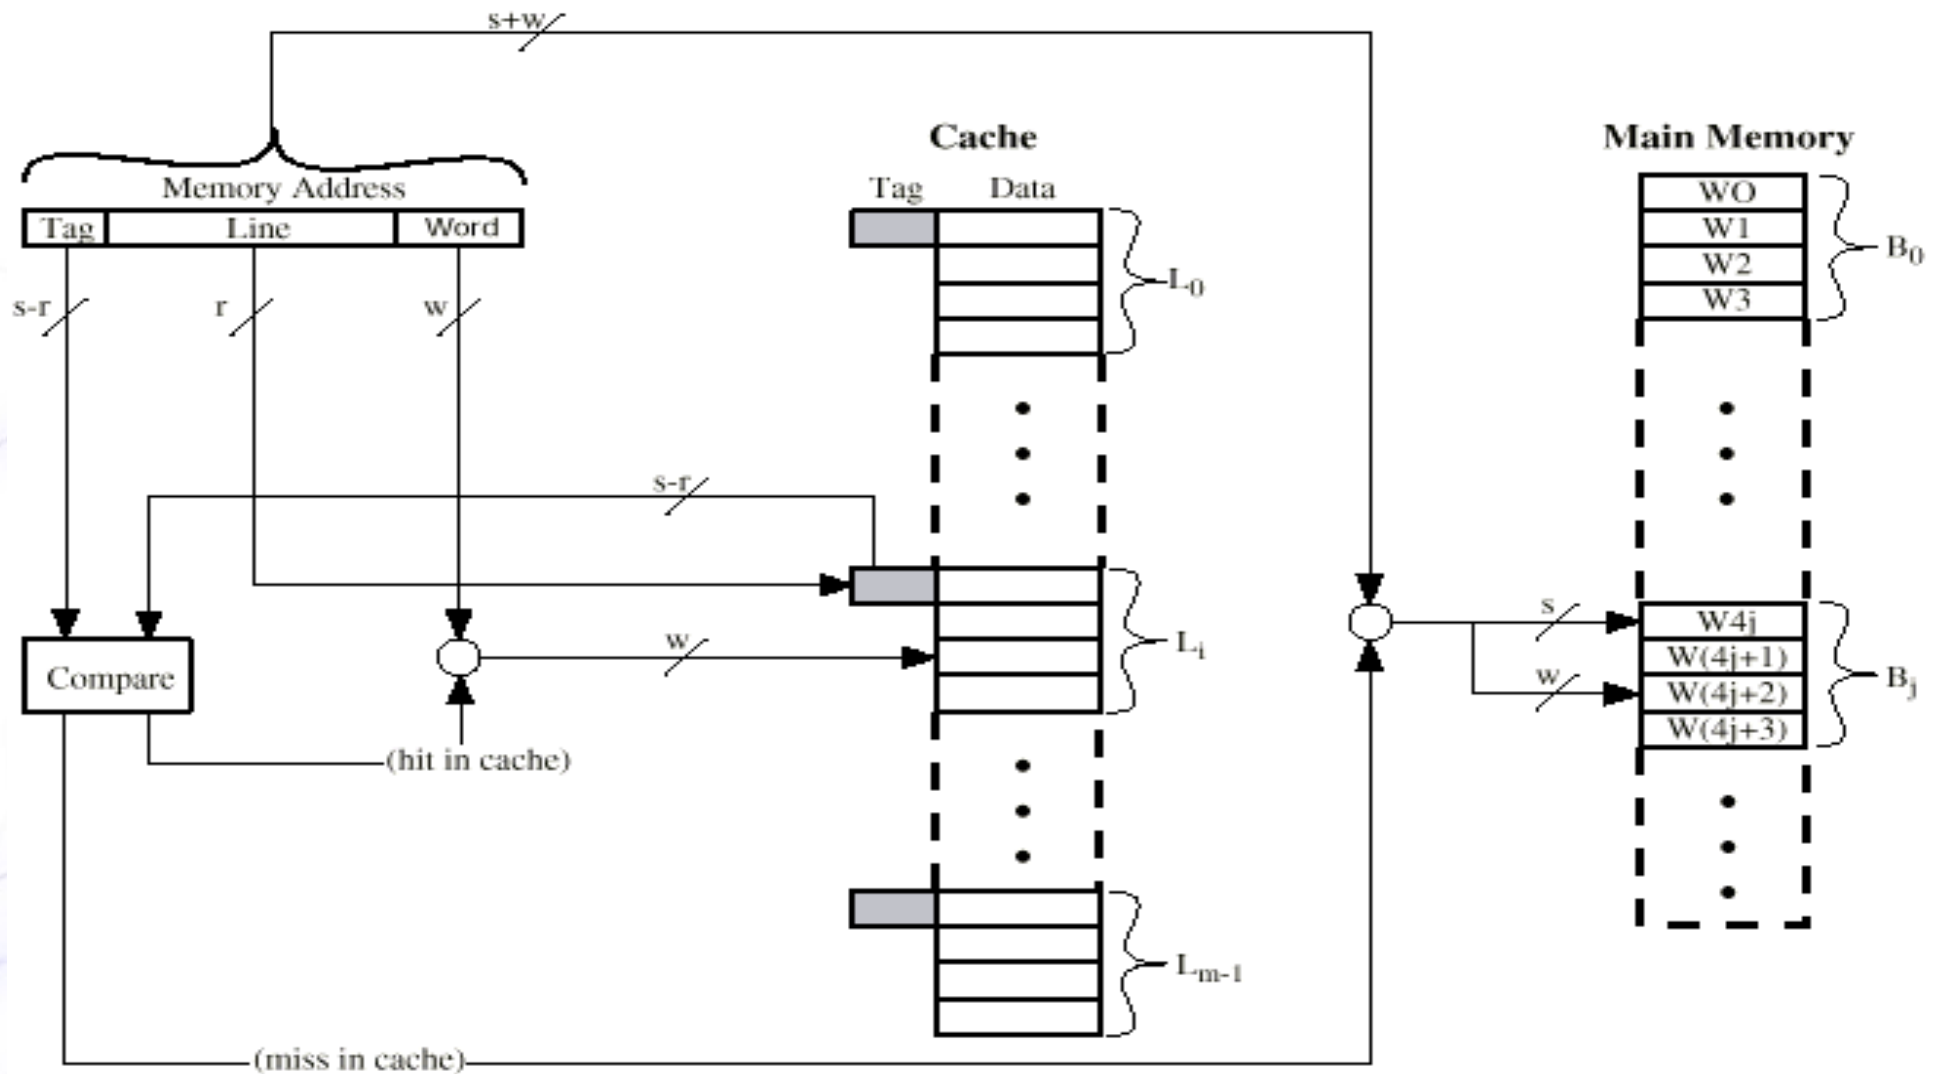 s+w
Cache
Main Memory
Memory Address
Tag Line Word
Tag Data
WO
W1
W2
W3
B0
L0
s-r
r
w
s-r
s
W4j
W(4j+1)
W(4j+2)
W(4j+3)
Bj
w
w
Li
Compare
(hit in cache)
Lm-1
(miss in cache)